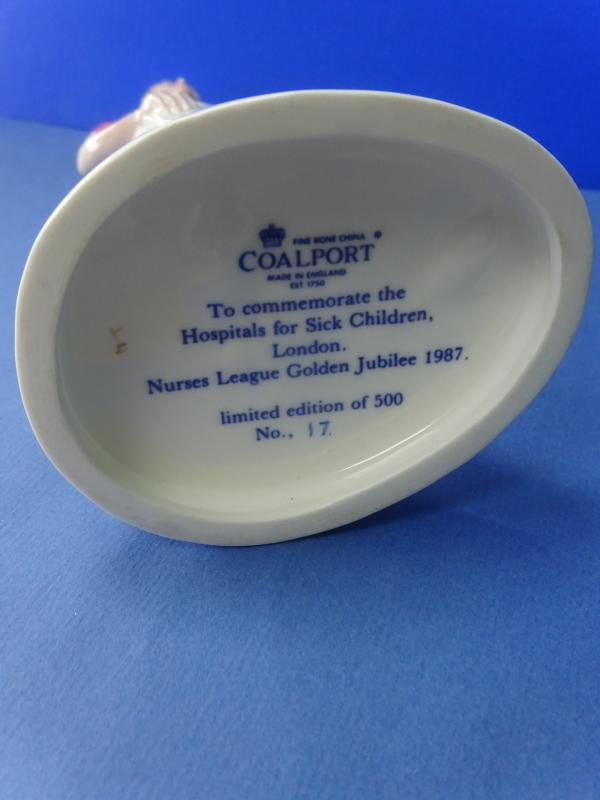 FINE BONE CHINA
COALPORT ®
MADE IN ENGLAND
EST. 1750
To commemorate the
Hospitals for Sick Children,
London.
Nurses League Golden Jubilee 1987.
limited edition of 500
No., 17.